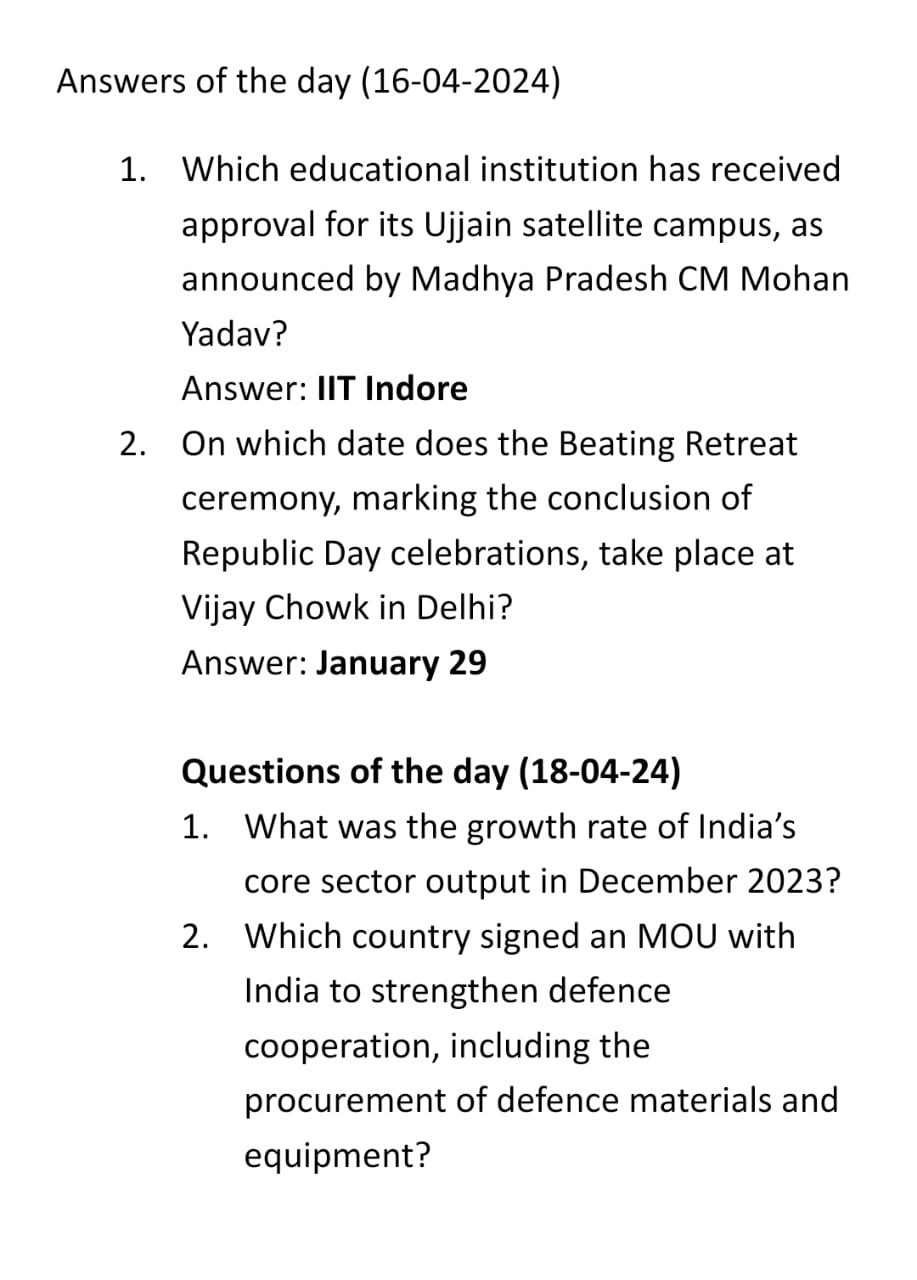 Answers of the day (16-04-2024)
1. Which educational institution has received
approval for its Ujjain satellite campus, as
announced by Madhya Pradesh CM Mohan
Yadav?
Answer: IIT Indore
2. On which date does the Beating Retreat
ceremony, marking the conclusion of
Republic Day celebrations, take place at
Vijay Chowk in Delhi?
Answer: January 29
Questions of the day (18-04-24)
1. What was the growth rate of India’s
core sector output in December 2023?
2. Which country signed an MOU with
India to strengthen defence
cooperation, including the
procurement of defence materials and
equipment?